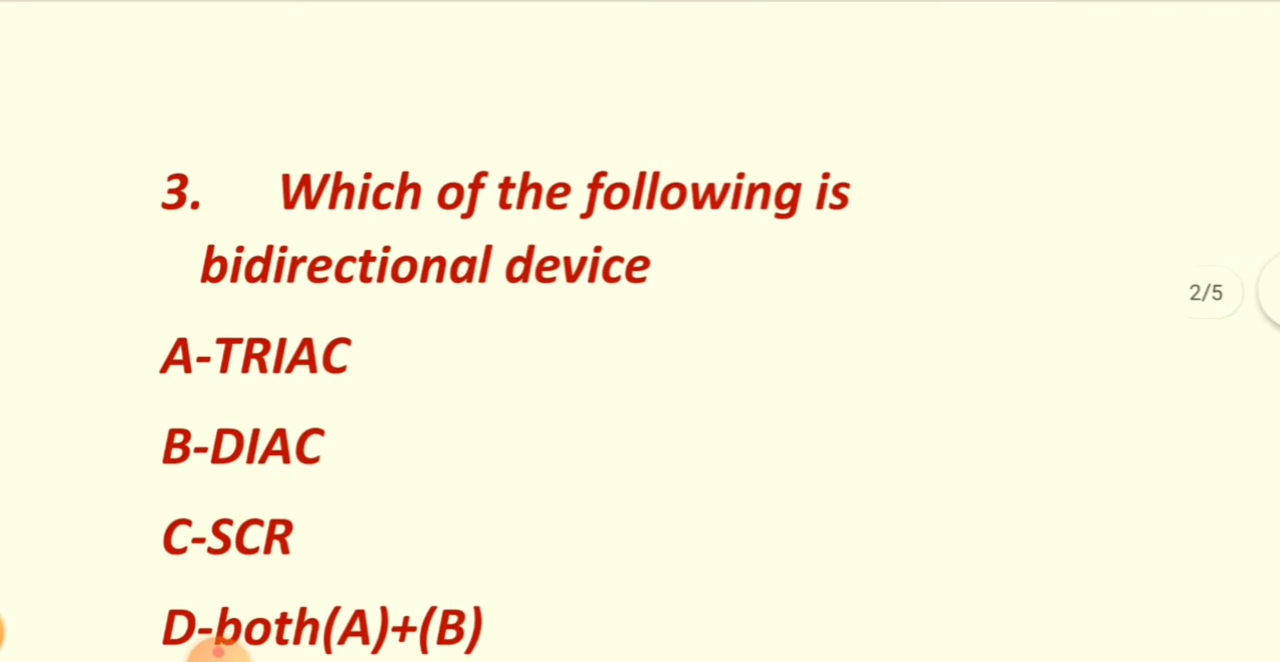 3. Which of the following is
bidirectional device
2/5
A-TRIAC
B-DIAC
C-SCR
D-both(A)+(B)